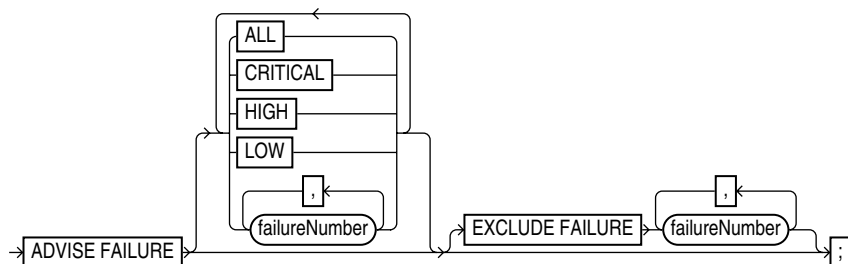 ALL
CRITICAL
HIGH
LOW
, ,
failureNumber EXCLUDE FAILURE failureNumber
ADVISE FAILURE ;